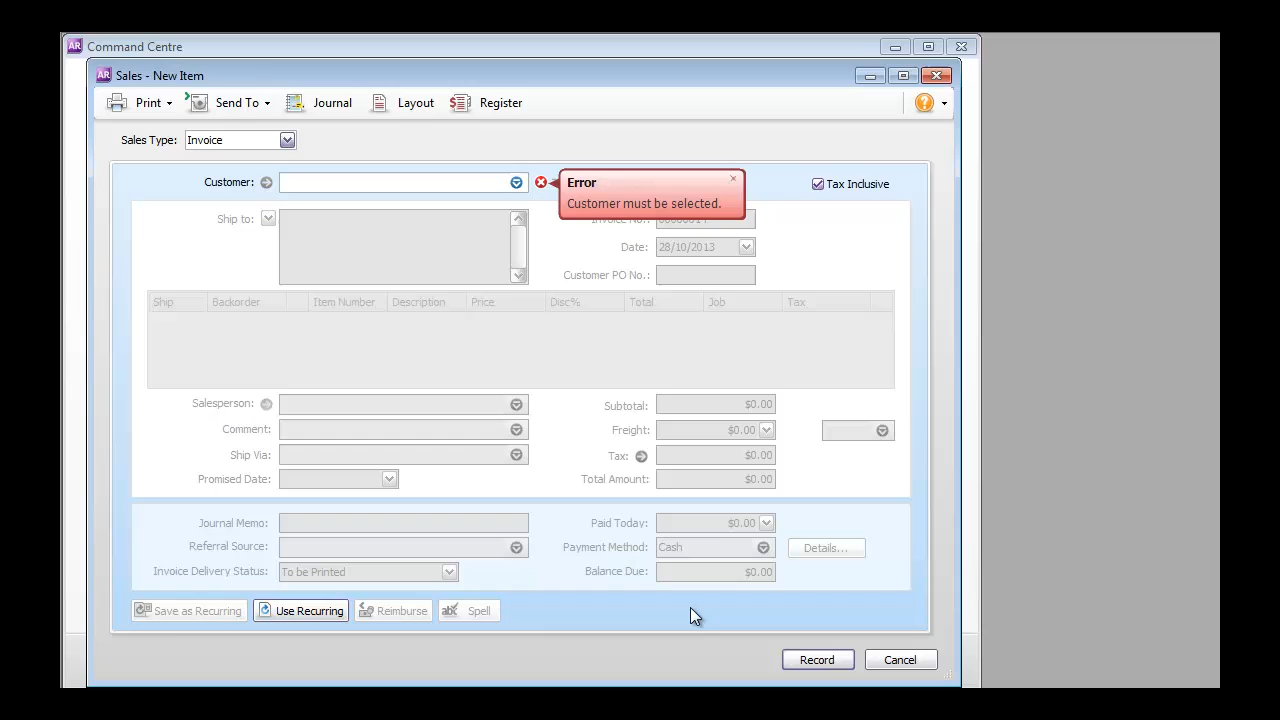 AR Command Centre
AR Sales - New Item
Print Send To Journal Layout Register ?
Sales Type: Invoice
Customer: Error Tax Inclusive
Customer must be selected.
Ship to:
Date: 28/10/2013
Customer PO No.:
Ship Backorder Item Number Description Price Disc% Total Job Tax
Salesperson: Subtotal: $0.00
Comment: Freight: $0.00
Ship Via: Tax: $0.00
Promised Date: Total Amount: $0.00
Journal Memo: Paid Today: $0.00
Referral Source: Payment Method: Cash Details...
Invoice Delivery Status: To be Printed Balance Due: $0.00
Save as Recurring Use Recurring Reimburse abc Spell
Record Cancel